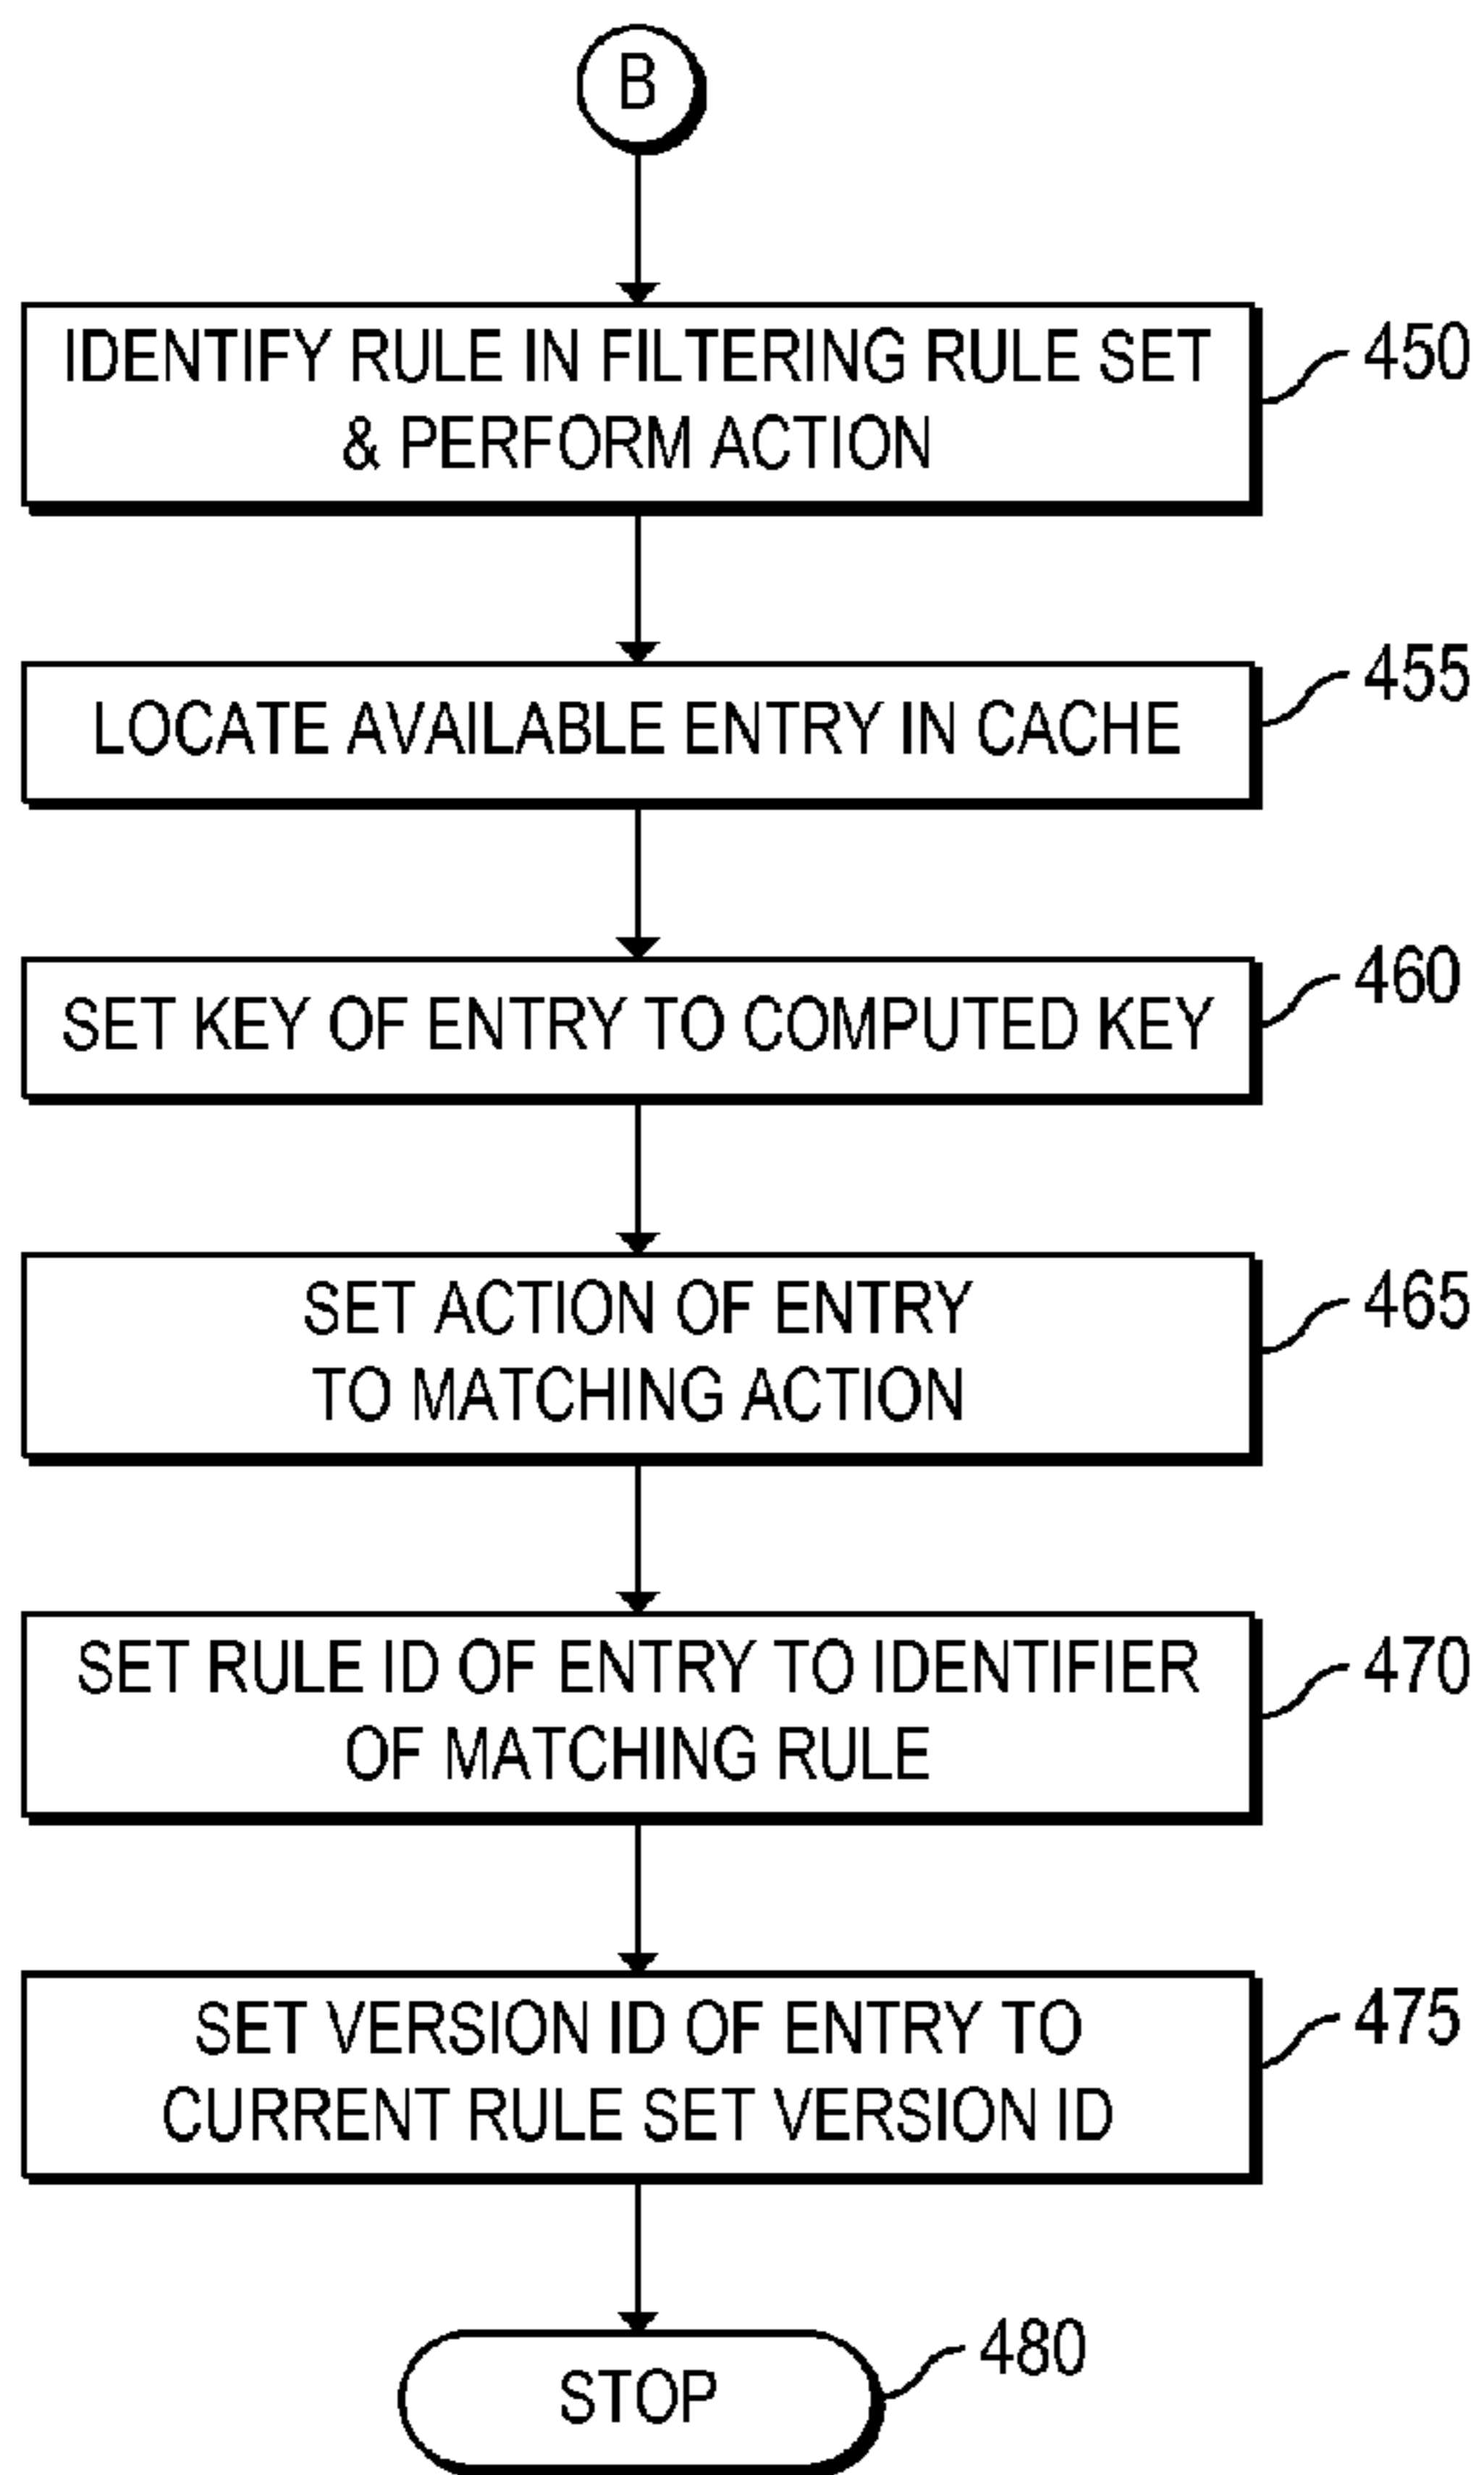 B
IDENTIFY RULE IN FILTERING RULE SET
& PERFORM ACTION
450
LOCATE AVAILABLE ENTRY IN CACHE
455
SET KEY OF ENTRY TO COMPUTED KEY
460
SET ACTION OF ENTRY
TO MATCHING ACTION
465
SET RULE ID OF ENTRY TO IDENTIFIER
OF MATCHING RULE
470
SET VERSION ID OF ENTRY TO
CURRENT RULE SET VERSION ID
475
STOP
480